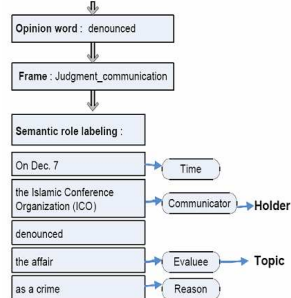 Opinion word : denounced
Frame : Judgment_communication
Semantic role labeling :
On Dec. 7
Time
the Islamic Conference
Organization (ICO)
Communicator
Holder
denounced
the affair
Evaluee
Topic
as a crime
Reason